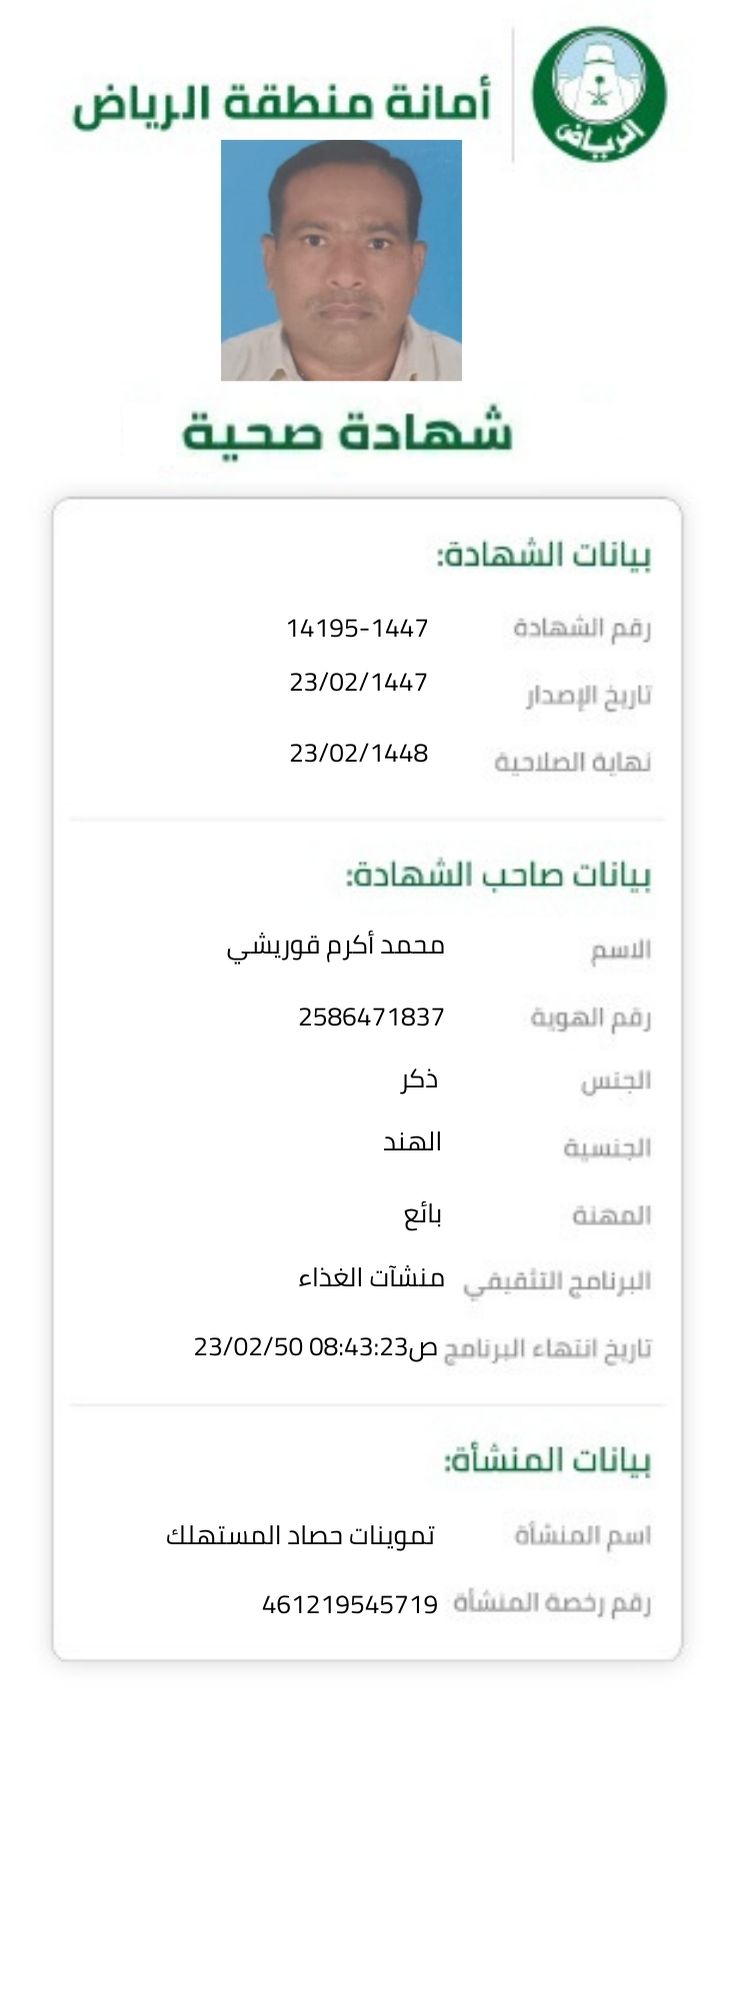 أمانة منطقة الرياض
الرياض
شهادة صحية
بيانات الشهادة:
رقم الشهادة 14195-1447
تاريخ الإصدار 23/02/1447
نهاية الصلاحية 23/02/1448
بيانات صاحب الشهادة:
الاسم محمد أكرم قوريشي
رقم الهوية 2586471837
الجنس ذكر
الجنسية الهند
المهنة بائع
البرنامج التثقيفي منشآت الغذاء
تاريخ انتهاء البرنامج 23/02/50 08:43:23ص
بيانات المنشأة:
اسم المنشأة تموينات حصاد المستهلك
رقم رخصة المنشأة 461219545719